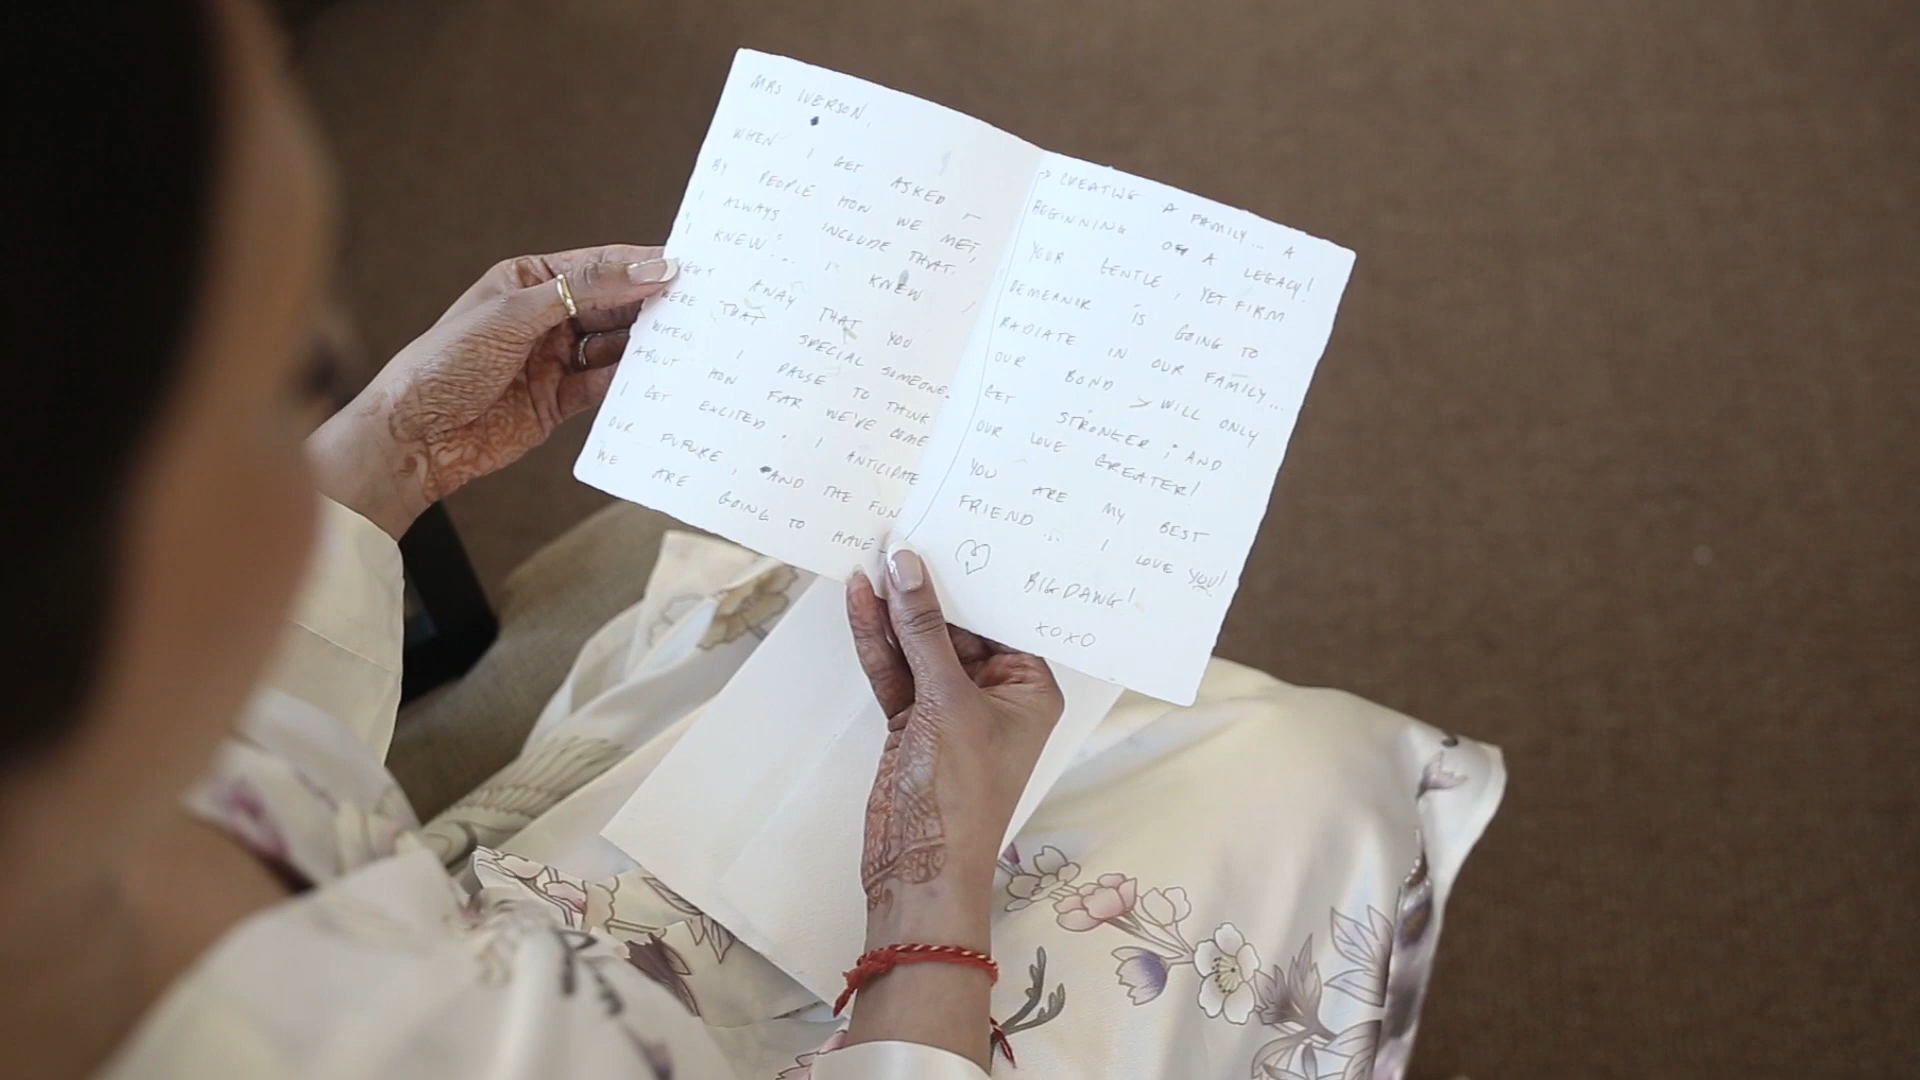 MRS IVERSON,
WHEN I GET ASKED
BY PEOPLE HOW WE MET,
I ALWAYS INCLUDE THAT.
"I KNEW"... I KNEW
RIGHT AWAY THAT YOU
WERE THAT SPECIAL SOMEONE.
WHEN I PAUSE TO THINK
ABOUT HOW FAR WE'VE COME
I GET EXCITED. I ANTICIPATE
OUR FUTURE, AND THE FUN
WE ARE GOING TO HAVE
CREATING A FAMILY... A
BEGINNING OF A LEGACY!
YOUR GENTLE, YET FIRM
DEMEANOR IS GOING TO
RADIATE IN OUR FAMILY...
OUR BOND WILL ONLY
GET STRONGER; AND
OUR LOVE GREATER!
YOU ARE MY BEST
FRIEND... I LOVE YOU!
BIG DAWG!
XOXO